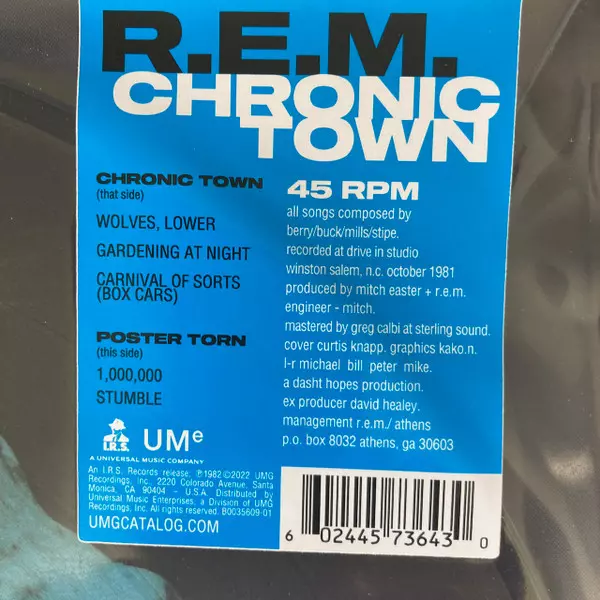 R.E.M.
CHRONIC
TOWN
CHRONIC TOWN
(that side)
WOLVES, LOWER
GARDENING AT NIGHT
CARNIVAL OF SORTS
(BOX CARS)
POSTER TORN
(this side)
1,000,000
STUMBLE
45 RPM
all songs composed by
berry/buck/mills/stipe.
recorded at drive in studio
winston salem, n.c. october 1981
produced by mitch easter + r.e.m.
engineer - mitch.
mastered by greg calbi at sterling sound.
cover curtis knapp. graphics kako.n.
l-r michael bill peter mike.
a dasht hopes production.
ex producer david healey.
management r.e.m./ athens
p.o. box 8032 athens, ga 30603
I.R.S. UMe
A UNIVERSAL MUSIC COMPANY
An I.R.S. Records release; ℗1982©2022 UMG
Recordings, Inc. 2220 Colorado Avenue, Santa
Monica, CA 90404 - U.S.A. Distributed by
Universal Music Enterprises, a Division of UMG
Recordings, Inc. All rights reserved. B0035609-01
UMGCATALOG.COM
6 02445 73643 0